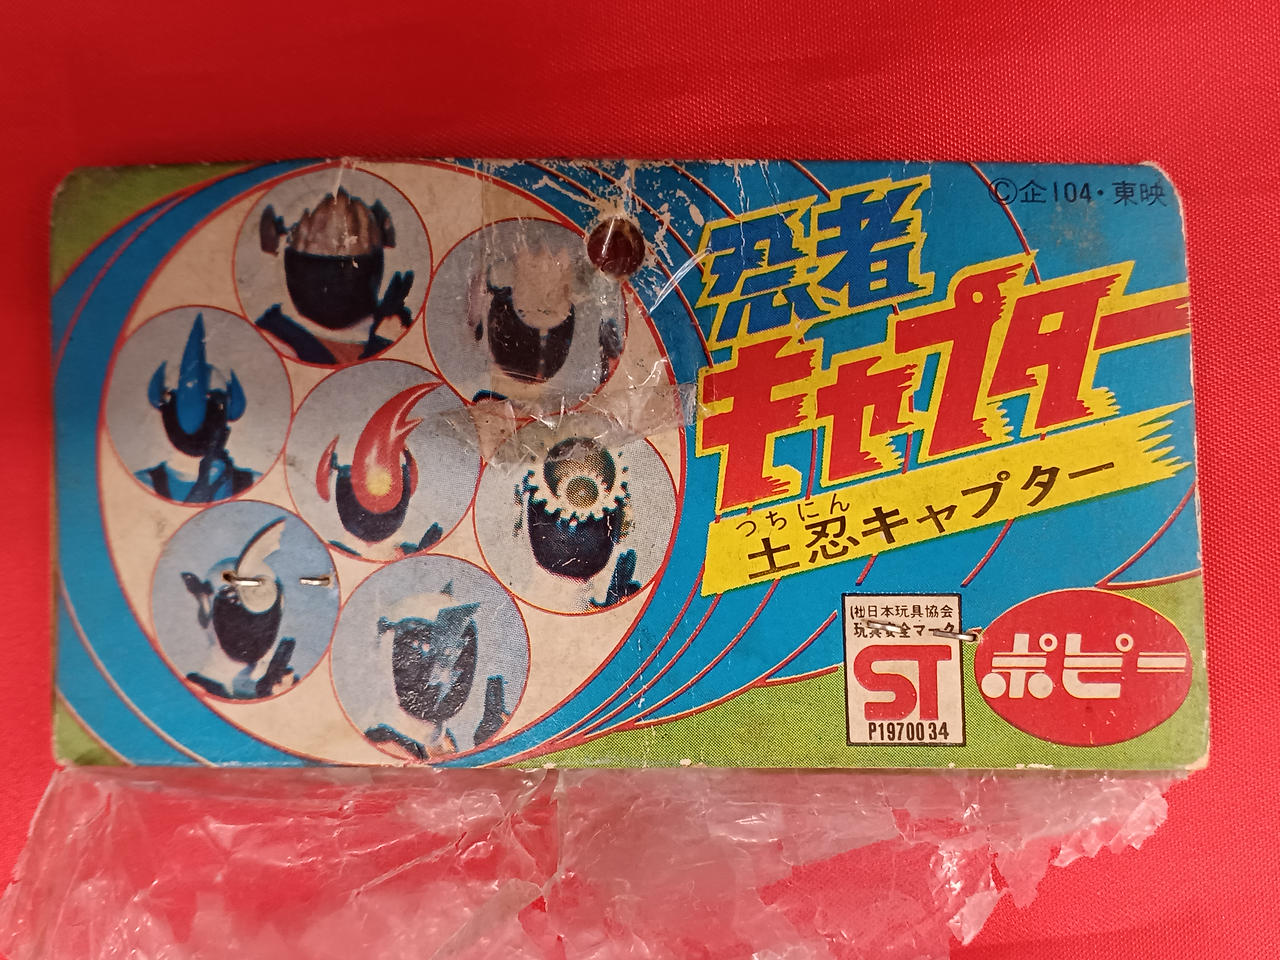 ©企104・東映
忍者
キャプター
つちにん
土忍キャプター
(社)日本玩具協会
玩具安全マーク
ST
P1970034
ポピー